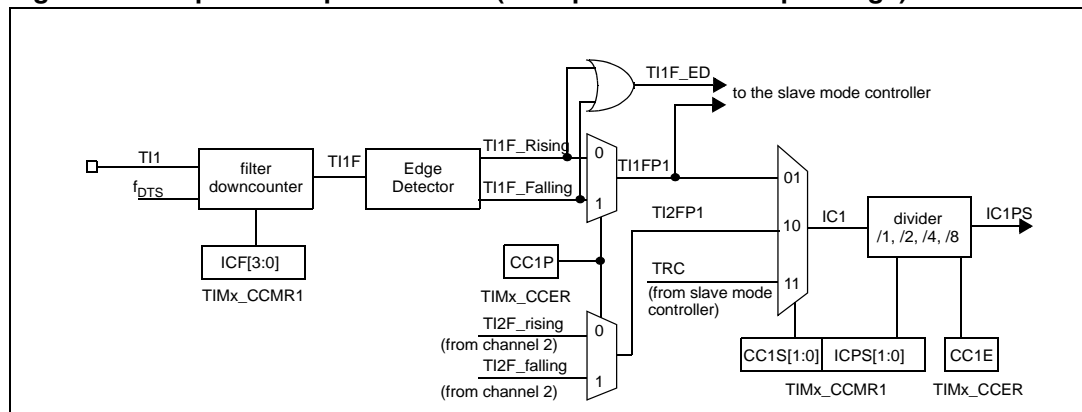 TI1F_ED
to the slave mode controller
TI1
f DTS
filter
downcounter
TI1F
Edge
Detector
TI1F_Rising
TI1F_Falling
0
1
TI1FP1
TI2FP1
01
10
11
IC1
divider
/1, /2, /4, /8
IC1PS
ICF[3:0]
TIMx_CCMR1
CC1P
TIMx_CCER
TRC
(from slave mode
controller)
TI2F_rising
(from channel 2)
TI2F_falling
(from channel 2)
0
1
CC1S[1:0]
ICPS[1:0]
CC1E
TIMx_CCMR1
TIMx_CCER